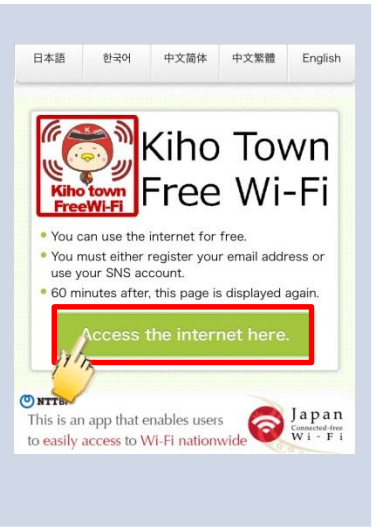 日本語 한국어 中文简体 中文繁體 English
K
Kiho town
FreeWi-Fi
Kiho Town
Free Wi-Fi
You can use the internet for free.
You must either register your email address or
use your SNS account.
60 minutes after, this page is displayed again.
Access the internet here.
This is an app that enables users
to easily access to Wi-Fi nationwide
Japan
Connected-free
Wi-Fi